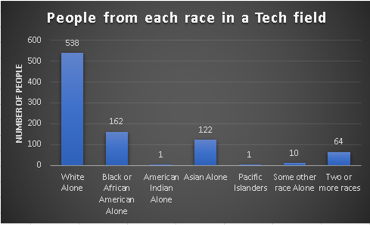 People from each race in a Tech field
NUMBER OF PEOPLE
600
500
400
300
200
100
0
538
162
1
122
1
10
64
White
Alone
Black or
African
American
Alone
American
Indian
Alone
Asian Alone
Pacific
Islanders
Some other
race Alone
Two or
more races